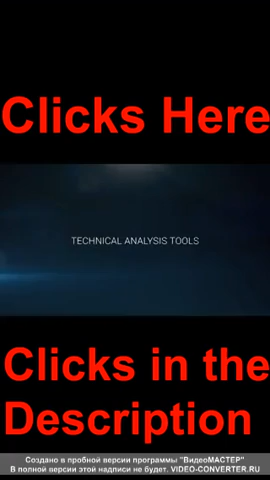 Clicks Here
TECHNICAL ANALYSIS TOOLS
Clicks in the
Description
Создано в пробной версии программы "ВидеоМАСТЕР"
В полной версии этой надписи не будет. VIDEO-CONVERTER.RU